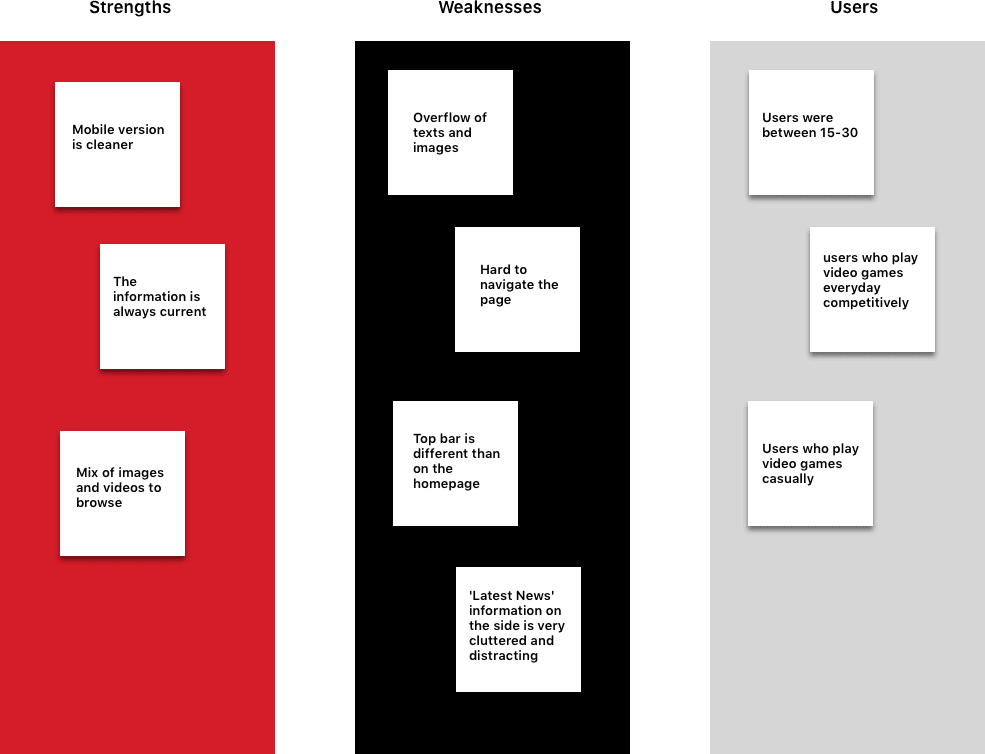 Strengths
Mobile version
is cleaner
The
information is
always current
Mix of images
and videos to
browse
Weaknesses
Overflow of
texts and
images
Hard to
navigate the
page
Top bar is
different than
on the
homepage
'Latest News'
information on
the side is very
cluttered and
distracting
Users
Users were
between 15-30
users who play
video games
everyday
competitively
Users who play
video games
casually